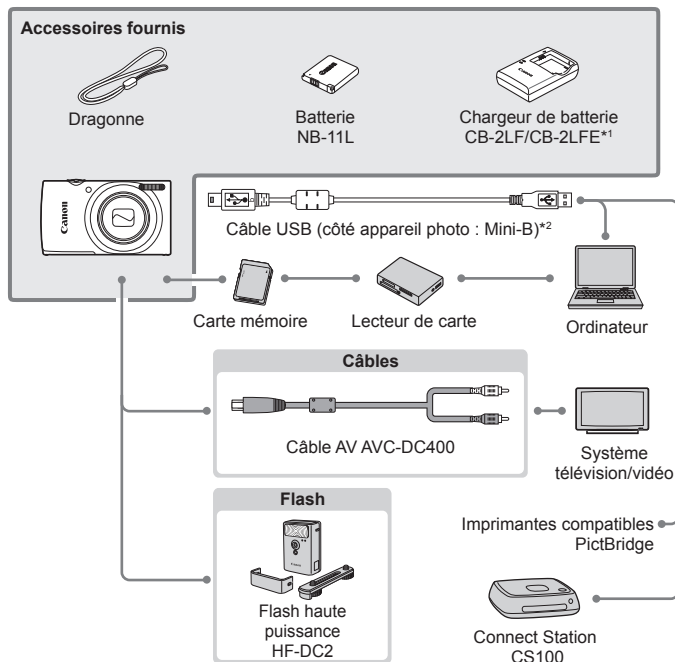 Accessoires fournis
Dragonne
Batterie
NB-11L
Chargeur de batterie
CB-2LF/CB-2LFE*1
Canon
Câble USB (côté appareil photo : Mini-B)*2
Carte mémoire
Lecteur de carte
Ordinateur
Câbles
Câble AV AVC-DC400
Système
télévision/vidéo
Flash
Flash haute
puissance
HF-DC2
Imprimantes compatibles
PictBridge
Connect Station
CS100